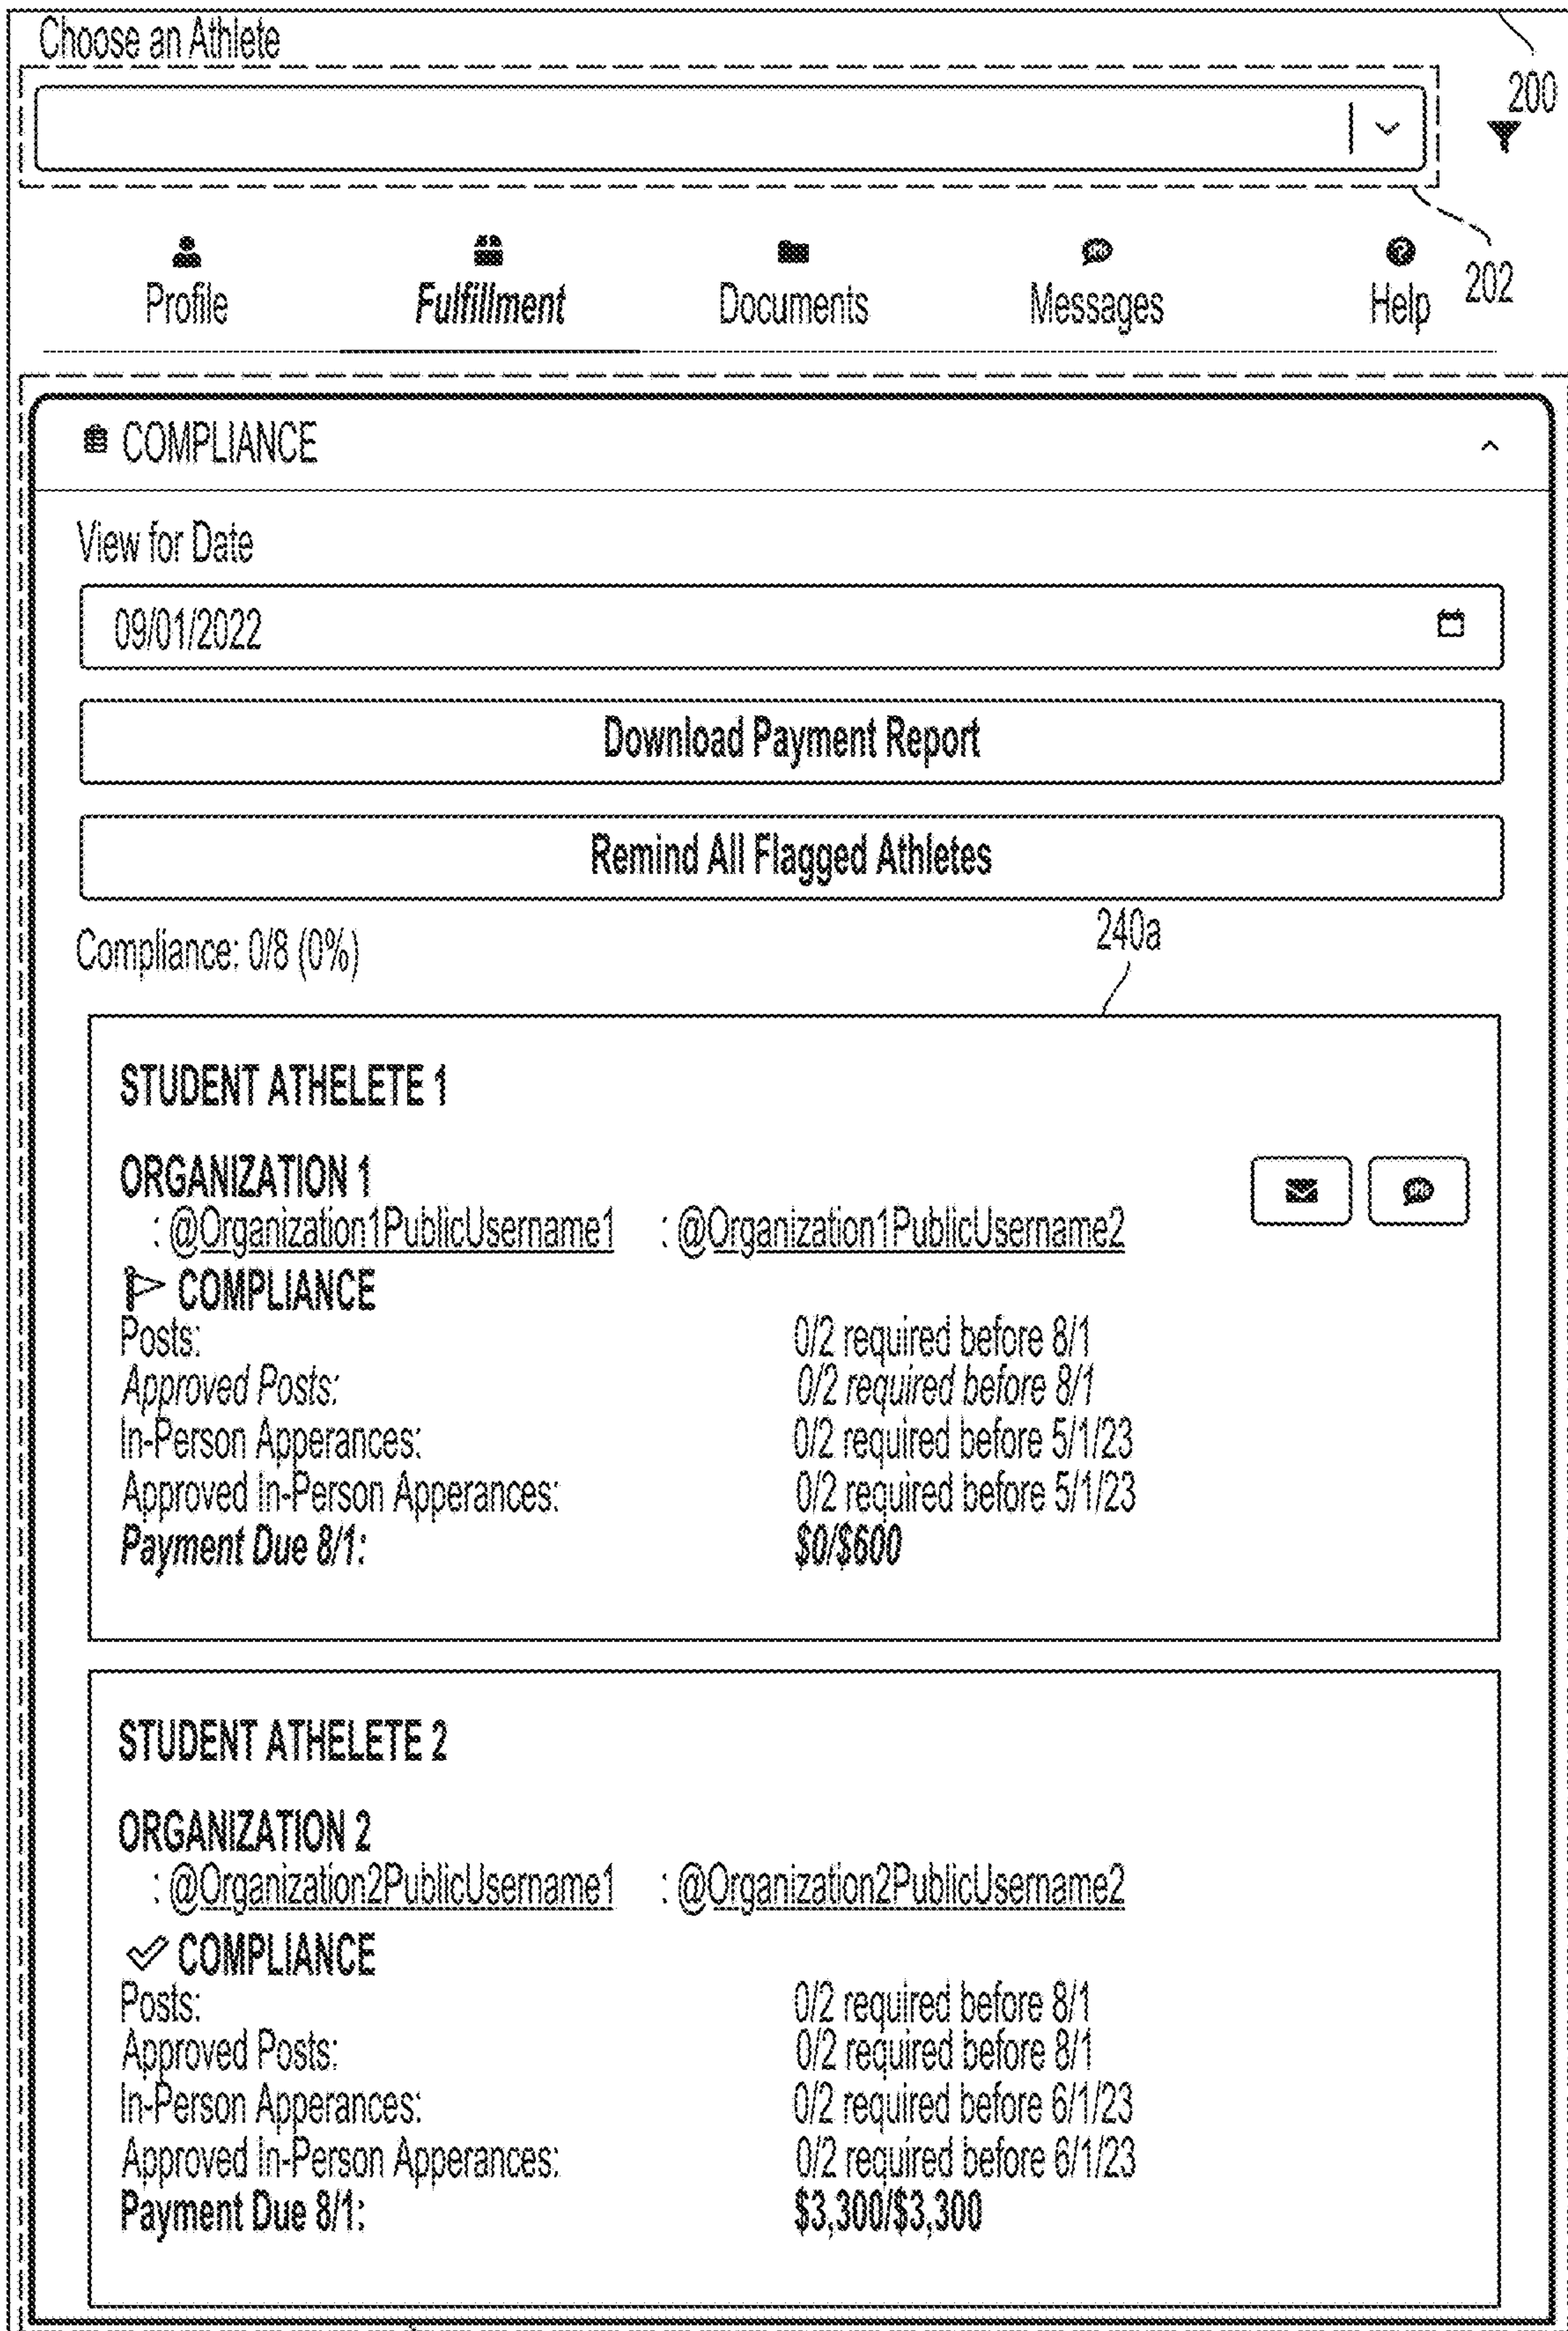 Choose an Athlete
200
202
Profile
Fulfillment
Documents
Messages
Help
COMPLIANCE
View for Date
09/01/2022
Download Payment Report
Remind All Flagged Athletes
Compliance: 0/8 (0%)
240a
STUDENT ATHELETE 1
ORGANIZATION 1
: @Organization1PublicUsername1 : @Organization1PublicUsername2
COMPLIANCE
Posts: 0/2 required before 8/1
Approved Posts: 0/2 required before 8/1
In-Person Apperances: 0/2 required before 5/1/23
Approved In-Person Apperances: 0/2 required before 5/1/23
Payment Due 8/1: $0/$600
STUDENT ATHELETE 2
ORGANIZATION 2
: @Organization2PublicUsername1 : @Organization2PublicUsername2
COMPLIANCE
Posts: 0/2 required before 8/1
Approved Posts: 0/2 required before 8/1
In-Person Apperances: 0/2 required before 6/1/23
Approved In-Person Apperances: 0/2 required before 6/1/23
Payment Due 8/1: $3,300/$3,300